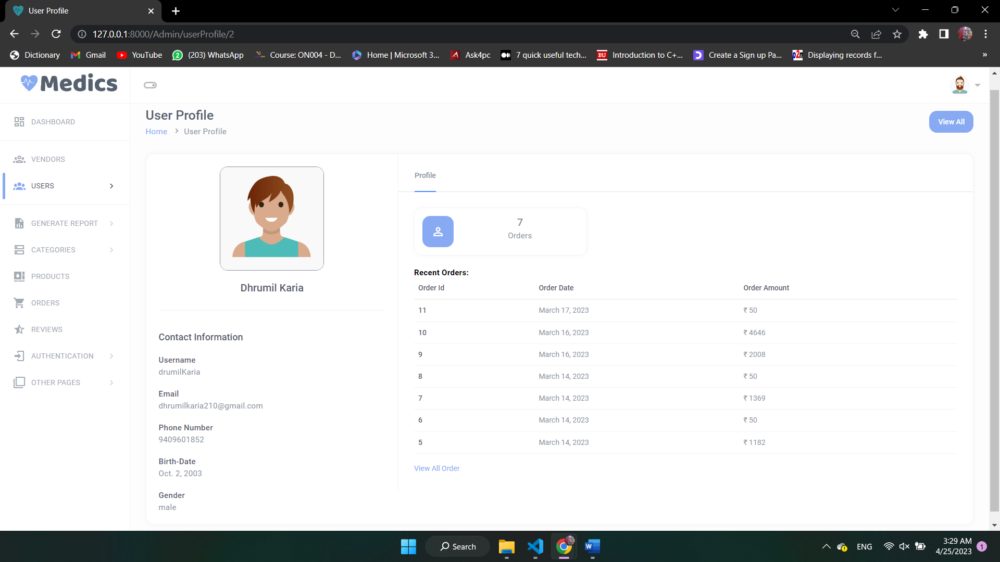 User Profile
127.0.0.1:8000/Admin/userProfile/2
Dictionary Gmail YouTube 2 (203) WhatsApp Course: ON004 - D... Home | Microsoft 3... Ask4pc 7 quick useful tech... BU Introduction to C+... Create a Sign up Pa... p2n Displaying records f... »
Medics
DASHBOARD
VENDORS
USERS
GENERATE REPORT
CATEGORIES
PRODUCTS
ORDERS
REVIEWS
AUTHENTICATION
OTHER PAGES
User Profile
Home > User Profile
View All
Dhrumil Karia
Contact Information
Username
drumilKaria
Email
dhrumilkaria210@gmail.com
Phone Number
9409601852
Birth-Date
Oct. 2, 2003
Gender
male
Profile
7
Orders
Recent Orders:
Order Id Order Date Order Amount
11 March 17, 2023 ₹ 50
10 March 16, 2023 ₹ 4646
9 March 16, 2023 ₹ 2008
8 March 14, 2023 ₹ 50
7 March 14, 2023 ₹ 1369
6 March 14, 2023 ₹ 50
5 March 14, 2023 ₹ 1182
View All Order
Search
W
ENG
3:29 AM
4/25/2023
1